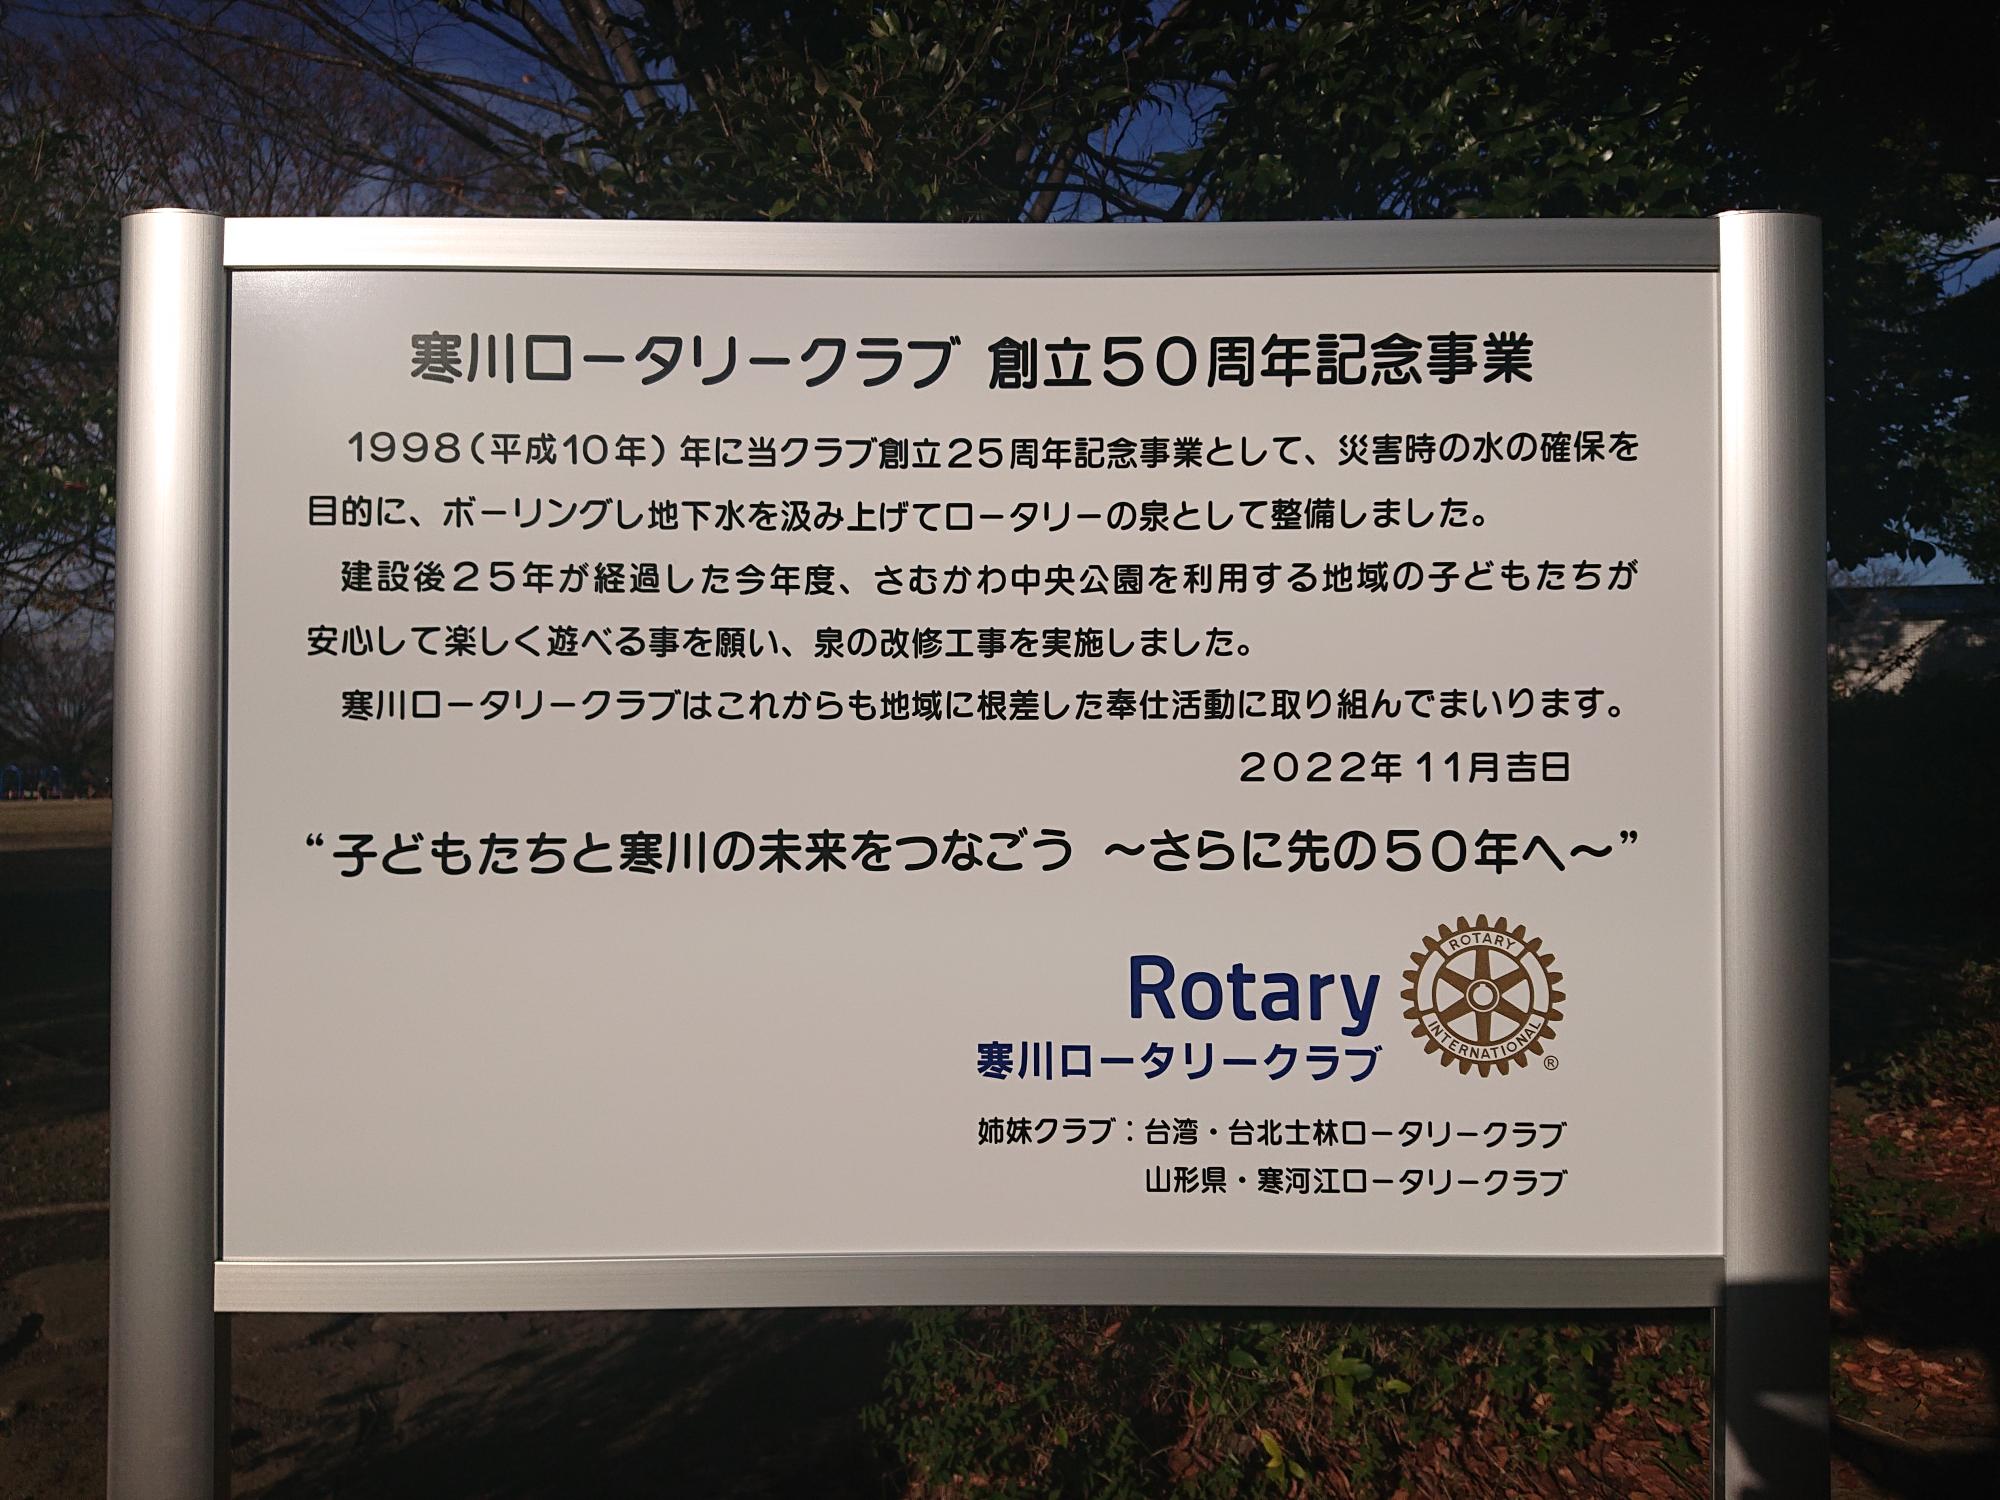 寒川ロータリークラブ 創立50周年記念事業
1998(平成10年)年に当クラブ創立25周年記念事業として、災害時の水の確保を
目的に、ボーリングし地下水を汲み上げてロータリーの泉として整備しました。
建設後25年が経過した今年度、さむかわ中央公園を利用する地域の子どもたちが
安心して楽しく遊べる事を願い、泉の改修工事を実施しました。
寒川ロータリークラブはこれからも地域に根差した奉仕活動に取り組んでまいります。
2022年 11月吉日
“子どもたちと寒川の未来をつなごう ～さらに先の50年へ～”
Rotary
ROTARY
INTERNATIONAL
®
寒川ロータリークラブ
姉妹クラブ：台湾・台北士林ロータリークラブ
山形県・寒河江ロータリークラブ